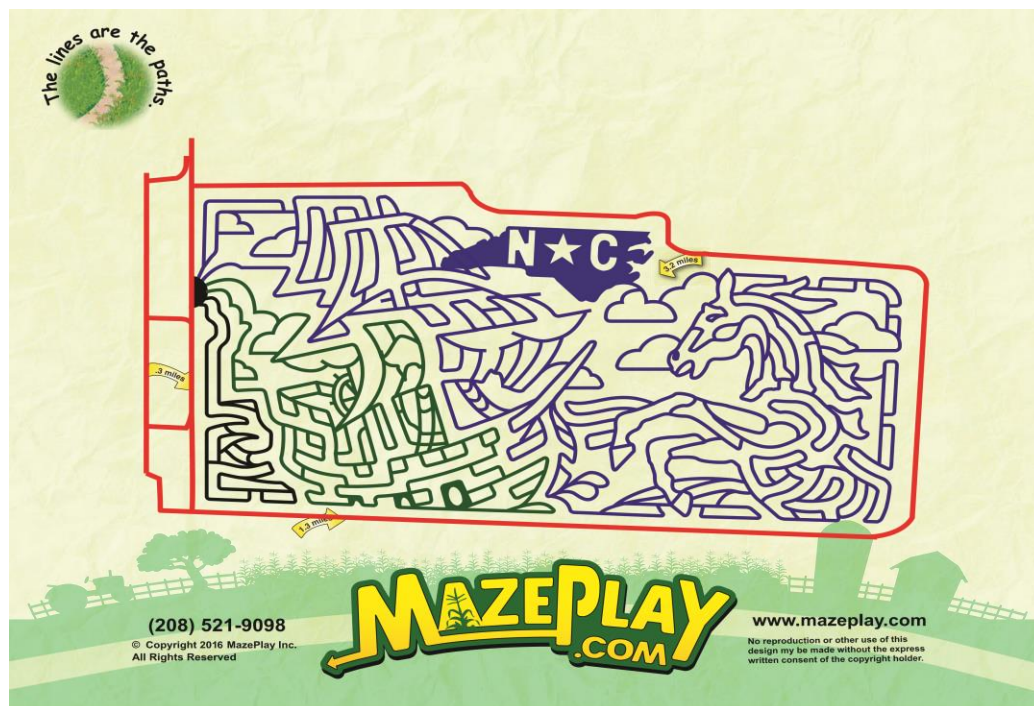 The lines are the paths.
N★C
3.2 miles
.3 miles
1.3 miles
MAZEPLAY
.COM
(208) 521-9098
© Copyright 2016 MazePlay Inc.
All Rights Reserved
www.mazeplay.com
No reproduction or other use of this
design my be made without the express
written consent of the copyright holder.